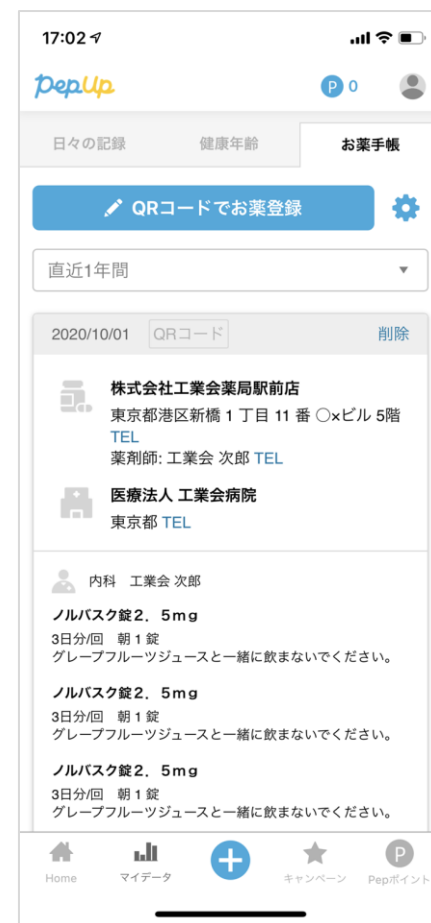 17:02
PepUp
P 0
日々の記録 健康年齢 お薬手帳
QRコードでお薬登録
直近1年間
2020/10/01 QRコード 削除
株式会社工業会薬局駅前店
東京都港区新橋 1 丁目 11 番 ○×ビル 5階
TEL
薬剤師: 工業会 次郎 TEL
医療法人 工業会病院
東京都 TEL
内科 工業会 次郎
ノルバスク錠2．5mg
3日分/回 朝 1 錠
グレープフルーツジュースと一緒に飲まないでください。
ノルバスク錠2．5mg
3日分/回 朝 1 錠
グレープフルーツジュースと一緒に飲まないでください。
ノルバスク錠2．5mg
3日分/回 朝 1 錠
グレープフルーツジュースと一緒に飲まないでください。
P
Home マイデータ キャンペーン Pepポイント